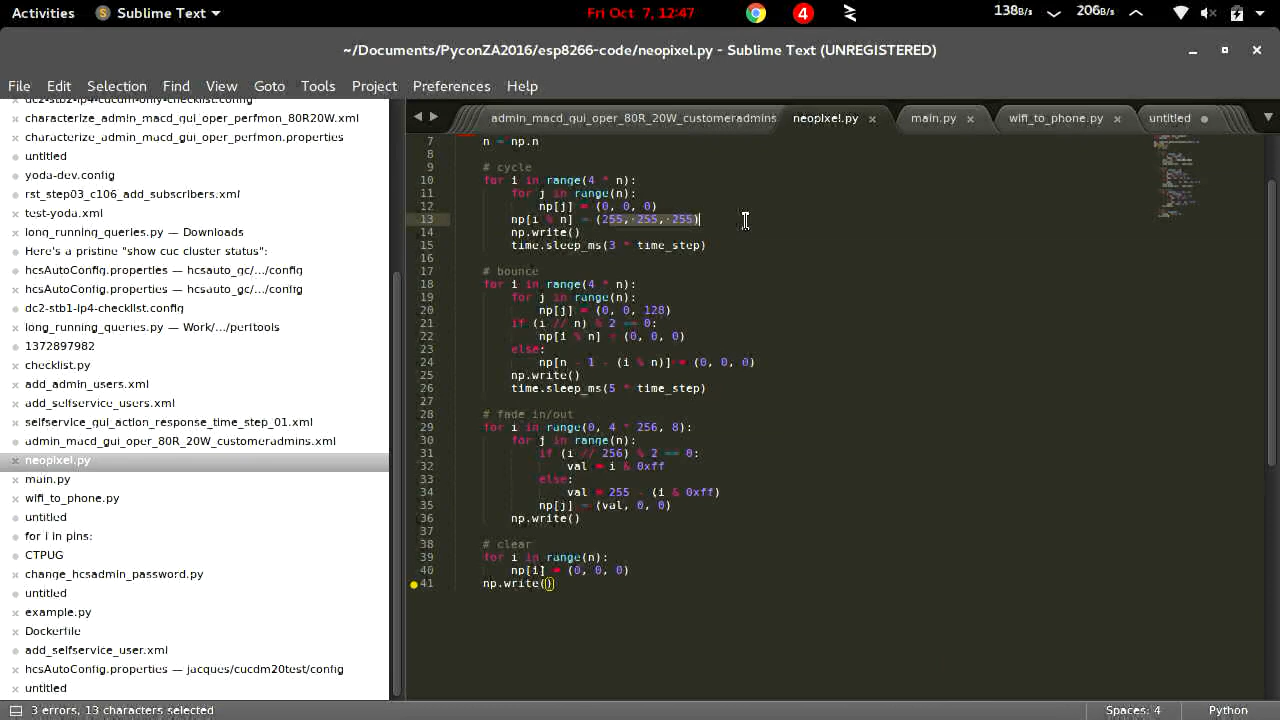 Activities Sublime Text Fri Oct 7, 12:47 4 138B/s 206B/s
~/Documents/PyconZA2016/esp8266-code/neopixel.py - Sublime Text (UNREGISTERED)
File Edit Selection Find View Goto Tools Project Preferences Help
dc2-stb2-lp4-cucdm-only-checklist.config
characterize_admin_macd_gui_oper_perfmon_80R20W.xml
characterize_admin_macd_gui_oper_perfmon.properties
untitled
yoda-dev.config
rst_step03_c106_add_subscribers.xml
test-yoda.xml
long_running_queries.py — Downloads
Here's a pristine "show cuc cluster status":
hcsAutoConfig.properties — hcsauto_gc/.../config
hcsAutoConfig.properties — hcsauto_gc/.../config
dc2-stb1-lp4-checklist.config
long_running_queries.py — Work/.../perftools
1372897982
checklist.py
add_admin_users.xml
add_selfservice_users.xml
selfservice_gui_action_response_time_step_01.xml
admin_macd_gui_oper_80R_20W_customeradmins.xml
neopixel.py
main.py
wifi_to_phone.py
untitled
for i in pins:
CTPUG
change_hcsadmin_password.py
untitled
example.py
Dockerfile
add_selfservice_user.xml
hcsAutoConfig.properties — jacques/cucdm20test/config
untitled
admin_macd_gui_oper_80R_20W_customeradmins neopixel.py main.py wifi_to_phone.py untitled
7 n = np.n
8
9 # cycle
10 for i in range(4 * n):
11 for j in range(n):
12 np[j] = (0, 0, 0)
13 np[i % n] = (255, 255, 255)
14 np.write()
15 time.sleep_ms(3 * time_step)
16
17 # bounce
18 for i in range(4 * n):
19 for j in range(n):
20 np[j] = (0, 0, 128)
21 if (i // n) % 2 == 0:
22 np[i % n] = (0, 0, 0)
23 else:
24 np[n - 1 - (i % n)] = (0, 0, 0)
25 np.write()
26 time.sleep_ms(5 * time_step)
27
28 # fade in/out
29 for i in range(0, 4 * 256, 8):
30 for j in range(n):
31 if (i // 256) % 2 == 0:
32 val = i & 0xff
33 else:
34 val = 255 - (i & 0xff)
35 np[j] = (val, 0, 0)
36 np.write()
37
38 # clear
39 for i in range(n):
40 np[i] = (0, 0, 0)
41 np.write()
3 errors, 13 characters selected Spaces: 4 Python